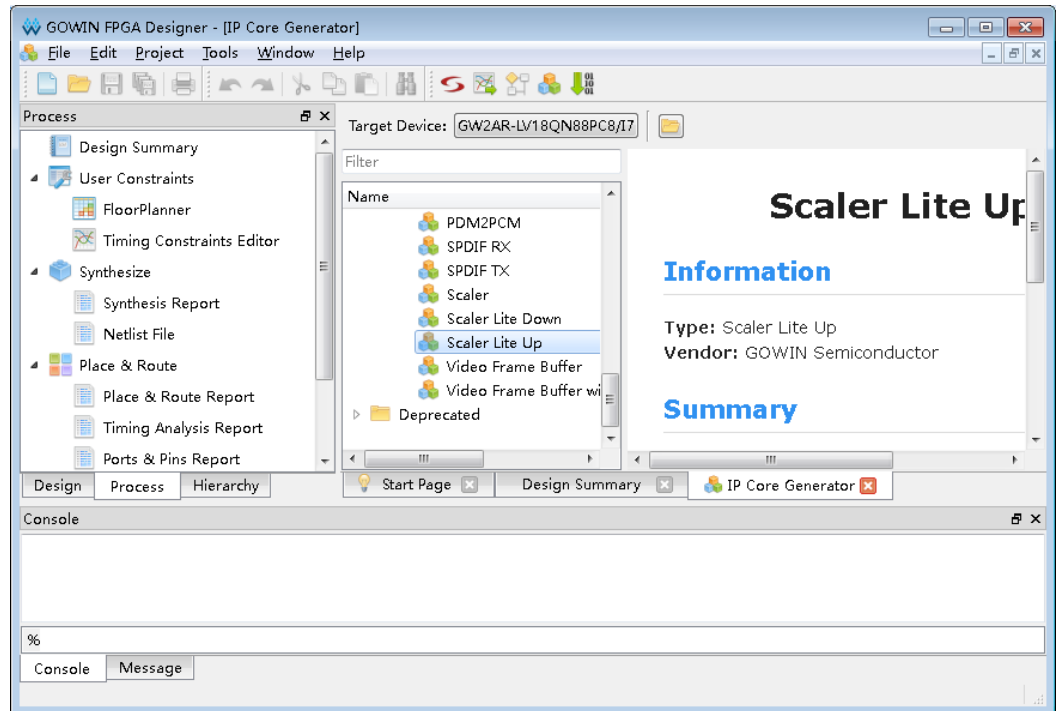 GOWIN FPGA Designer - [IP Core Generator]
File Edit Project Tools Window Help
Process
Design Summary
User Constraints
FloorPlanner
Timing Constraints Editor
Synthesize
Synthesis Report
Netlist File
Place & Route
Place & Route Report
Timing Analysis Report
Ports & Pins Report
Design Process Hierarchy
Target Device: GW2AR-LV18QN88PC8/I7
Filter
Name
PDM2PCM
SPDIF RX
SPDIF TX
Scaler
Scaler Lite Down
Scaler Lite Up
Video Frame Buffer
Video Frame Buffer wi
Deprecated
Scaler Lite Up
Information
Type: Scaler Lite Up
Vendor: GOWIN Semiconductor
Summary
Start Page Design Summary IP Core Generator
Console
%
Console Message